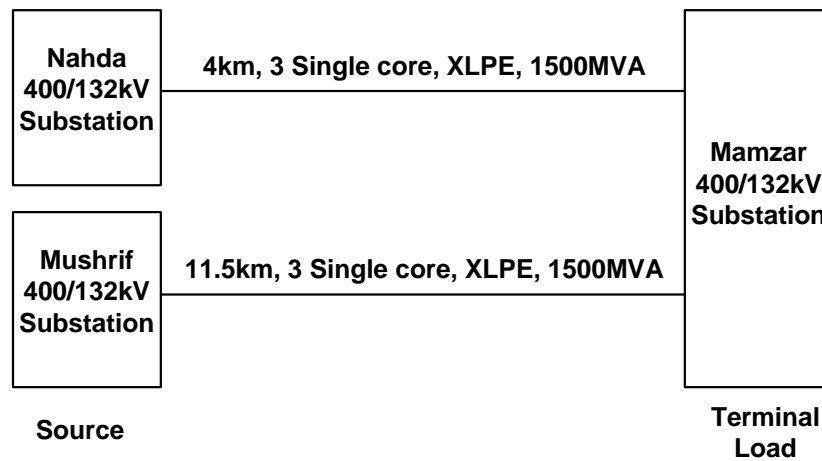 Nahda
400/132kV
Substation
4km, 3 Single core, XLPE, 1500MVA
Mamzar
400/132kV
Substation
Mushrif
400/132kV
Substation
11.5km, 3 Single core, XLPE, 1500MVA
Source
Terminal
Load